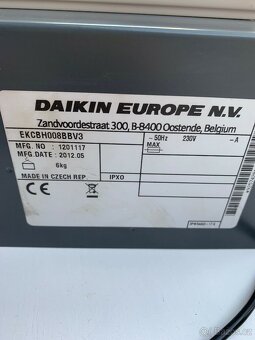 DAIKIN EUROPE N.V.
Zandvoordestraat 300, B-8400 Oostende, Belgium
EKCBH008BBV3
~ 50Hz 230V - A
MFG. NO : 1201117
MAX
MFG.DATE : 2012.05
6kg
MADE IN CZECH REP.
IPX0
CE